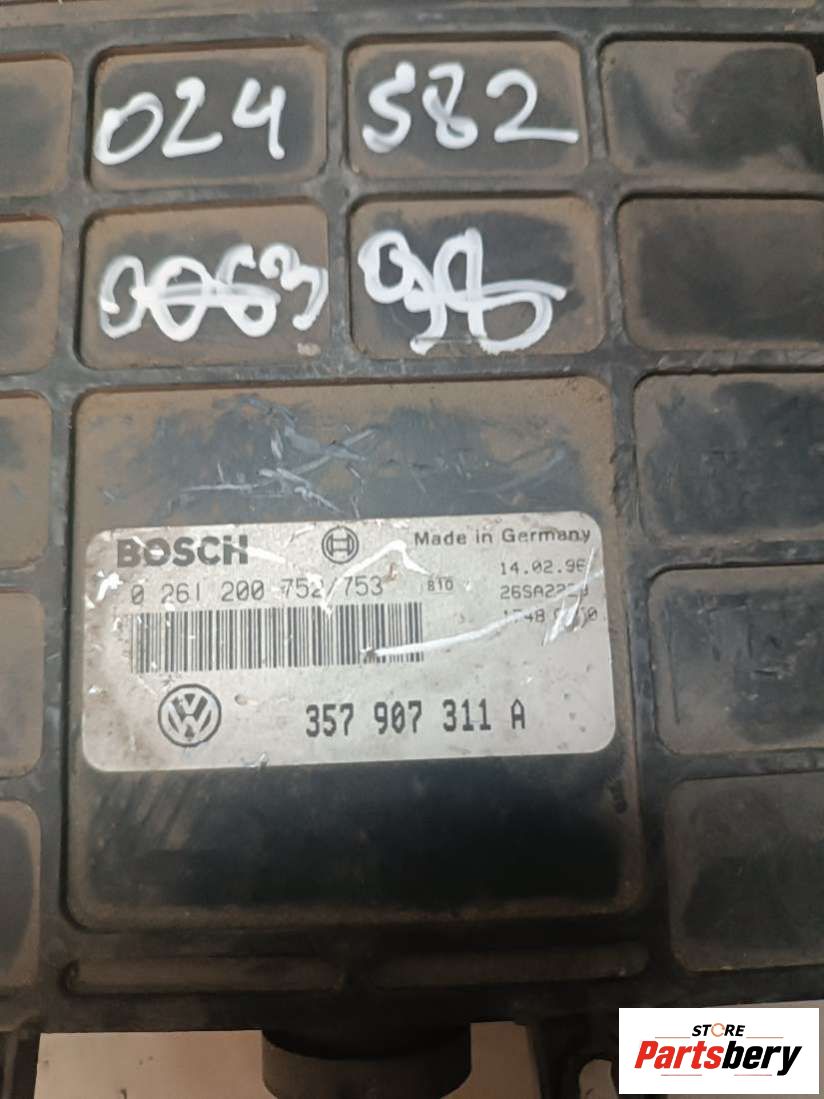 024 582
BOSCH
Made in Germany
0 261 200 752/753
810
14.02.96
357 907 311 A
STORE
Partsbery